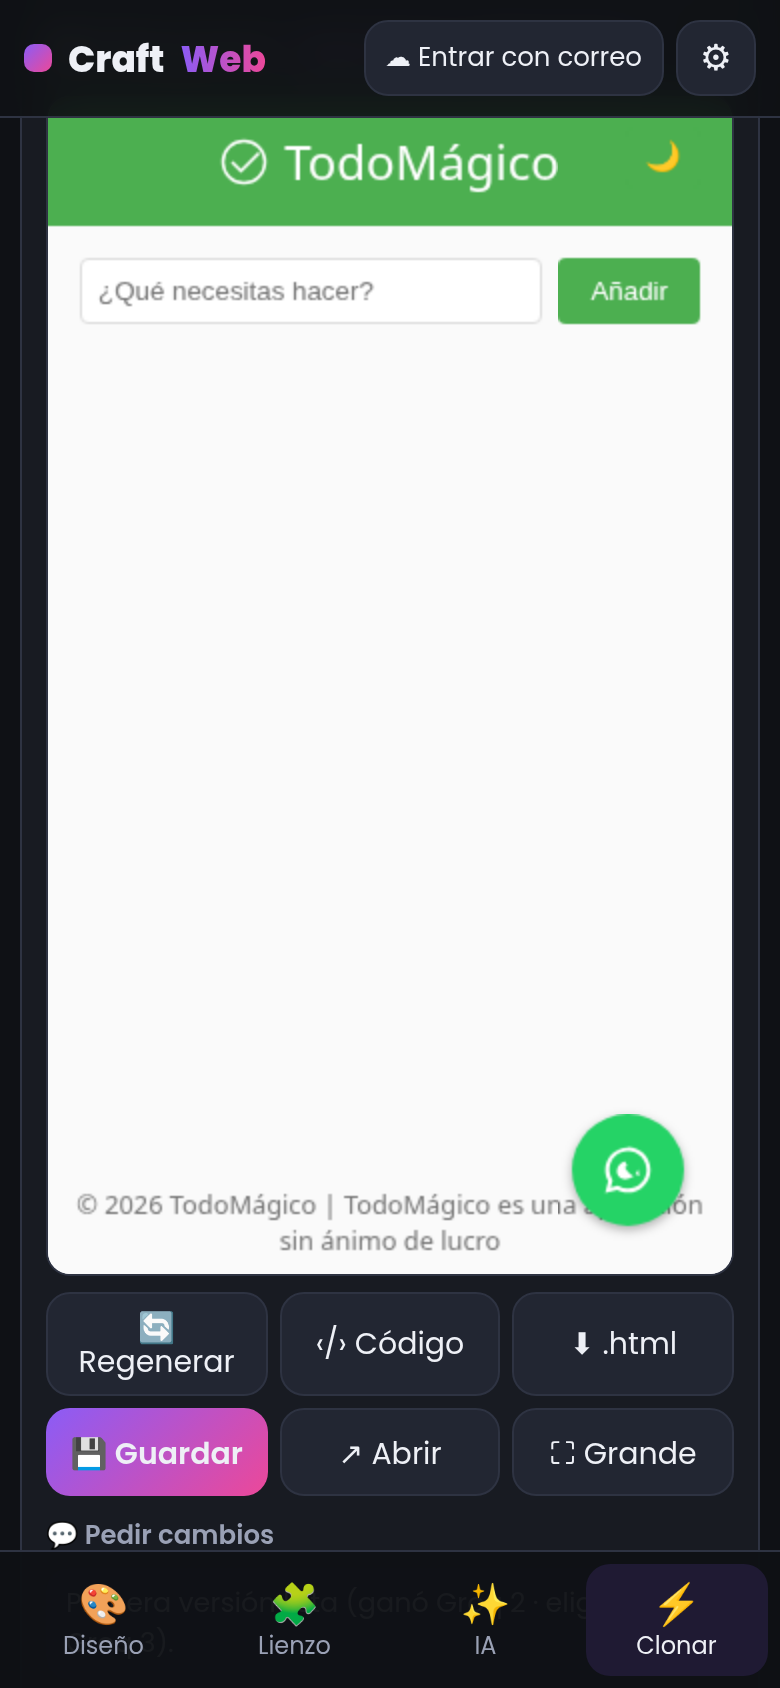 Craft Web
☁ Entrar con correo
TodoMágico
¿Qué necesitas hacer?
Añadir
© 2026 TodoMágico | TodoMágico es una ón
sin ánimo de lucro
Regenerar
</> Código
⬇ .html
Guardar
↗ Abrir
Grande
Pedir cambios
Diseño
Lienzo
IA
Clonar